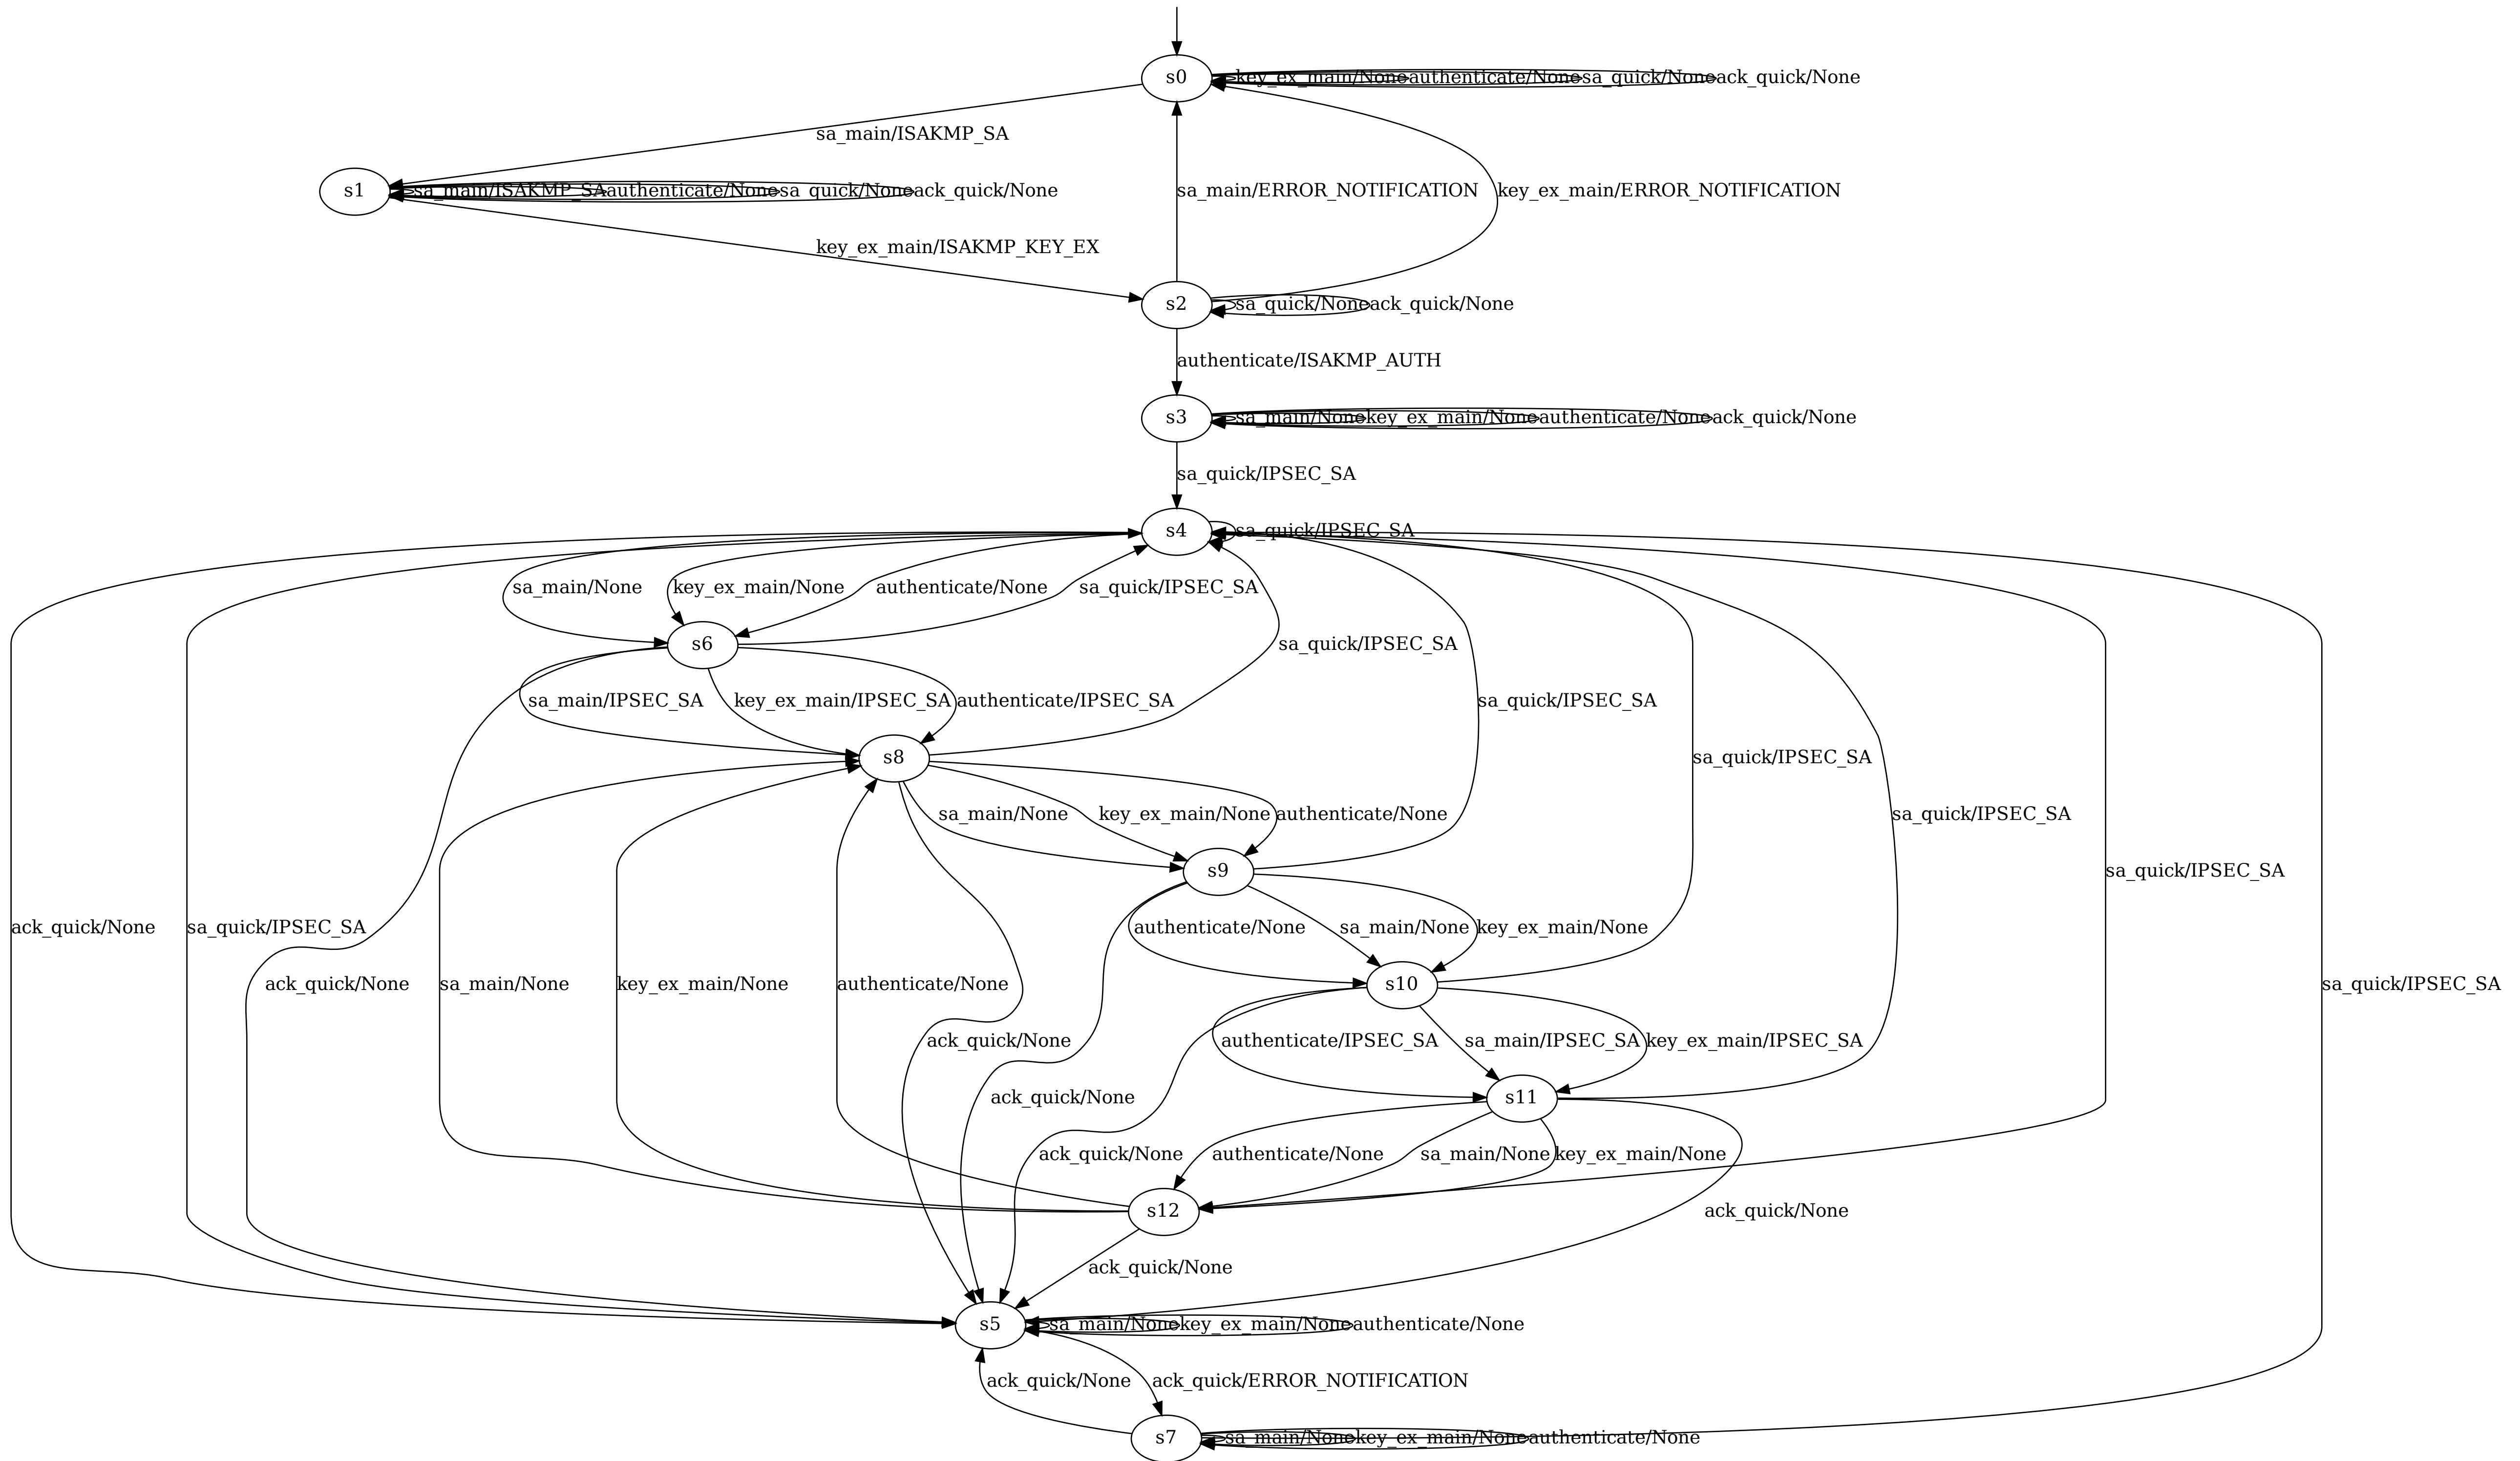 s0
key_ex_main/None authenticate/None sa_quick/None ack_quick/None
sa_main/ISAKMP_SA
s1
sa_main/ISAKMP_SA authenticate/None sa_quick/None ack_quick/None
sa_main/ERROR_NOTIFICATION
key_ex_main/ERROR_NOTIFICATION
key_ex_main/ISAKMP_KEY_EX
s2
sa_quick/None ack_quick/None
authenticate/ISAKMP_AUTH
s3
sa_main/None key_ex_main/None authenticate/None ack_quick/None
sa_quick/IPSEC_SA
s4
sa_quick/IPSEC_SA
sa_main/None
key_ex_main/None
authenticate/None
sa_quick/IPSEC_SA
s6
sa_quick/IPSEC_SA
sa_main/IPSEC_SA
key_ex_main/IPSEC_SA
authenticate/IPSEC_SA
sa_quick/IPSEC_SA
s8
sa_quick/IPSEC_SA
sa_main/None
key_ex_main/None
authenticate/None
sa_quick/IPSEC_SA
s9
sa_quick/IPSEC_SA
ack_quick/None
sa_quick/IPSEC_SA
authenticate/None
sa_main/None
key_ex_main/None
ack_quick/None
sa_main/None
key_ex_main/None
authenticate/None
s10
sa_quick/IPSEC_SA
ack_quick/None
authenticate/IPSEC_SA
sa_main/IPSEC_SA
key_ex_main/IPSEC_SA
ack_quick/None
s11
ack_quick/None
authenticate/None
sa_main/None
key_ex_main/None
s12
ack_quick/None
ack_quick/None
s5
sa_main/None key_ex_main/None authenticate/None
ack_quick/None
ack_quick/ERROR_NOTIFICATION
s7
sa_main/None key_ex_main/None authenticate/None